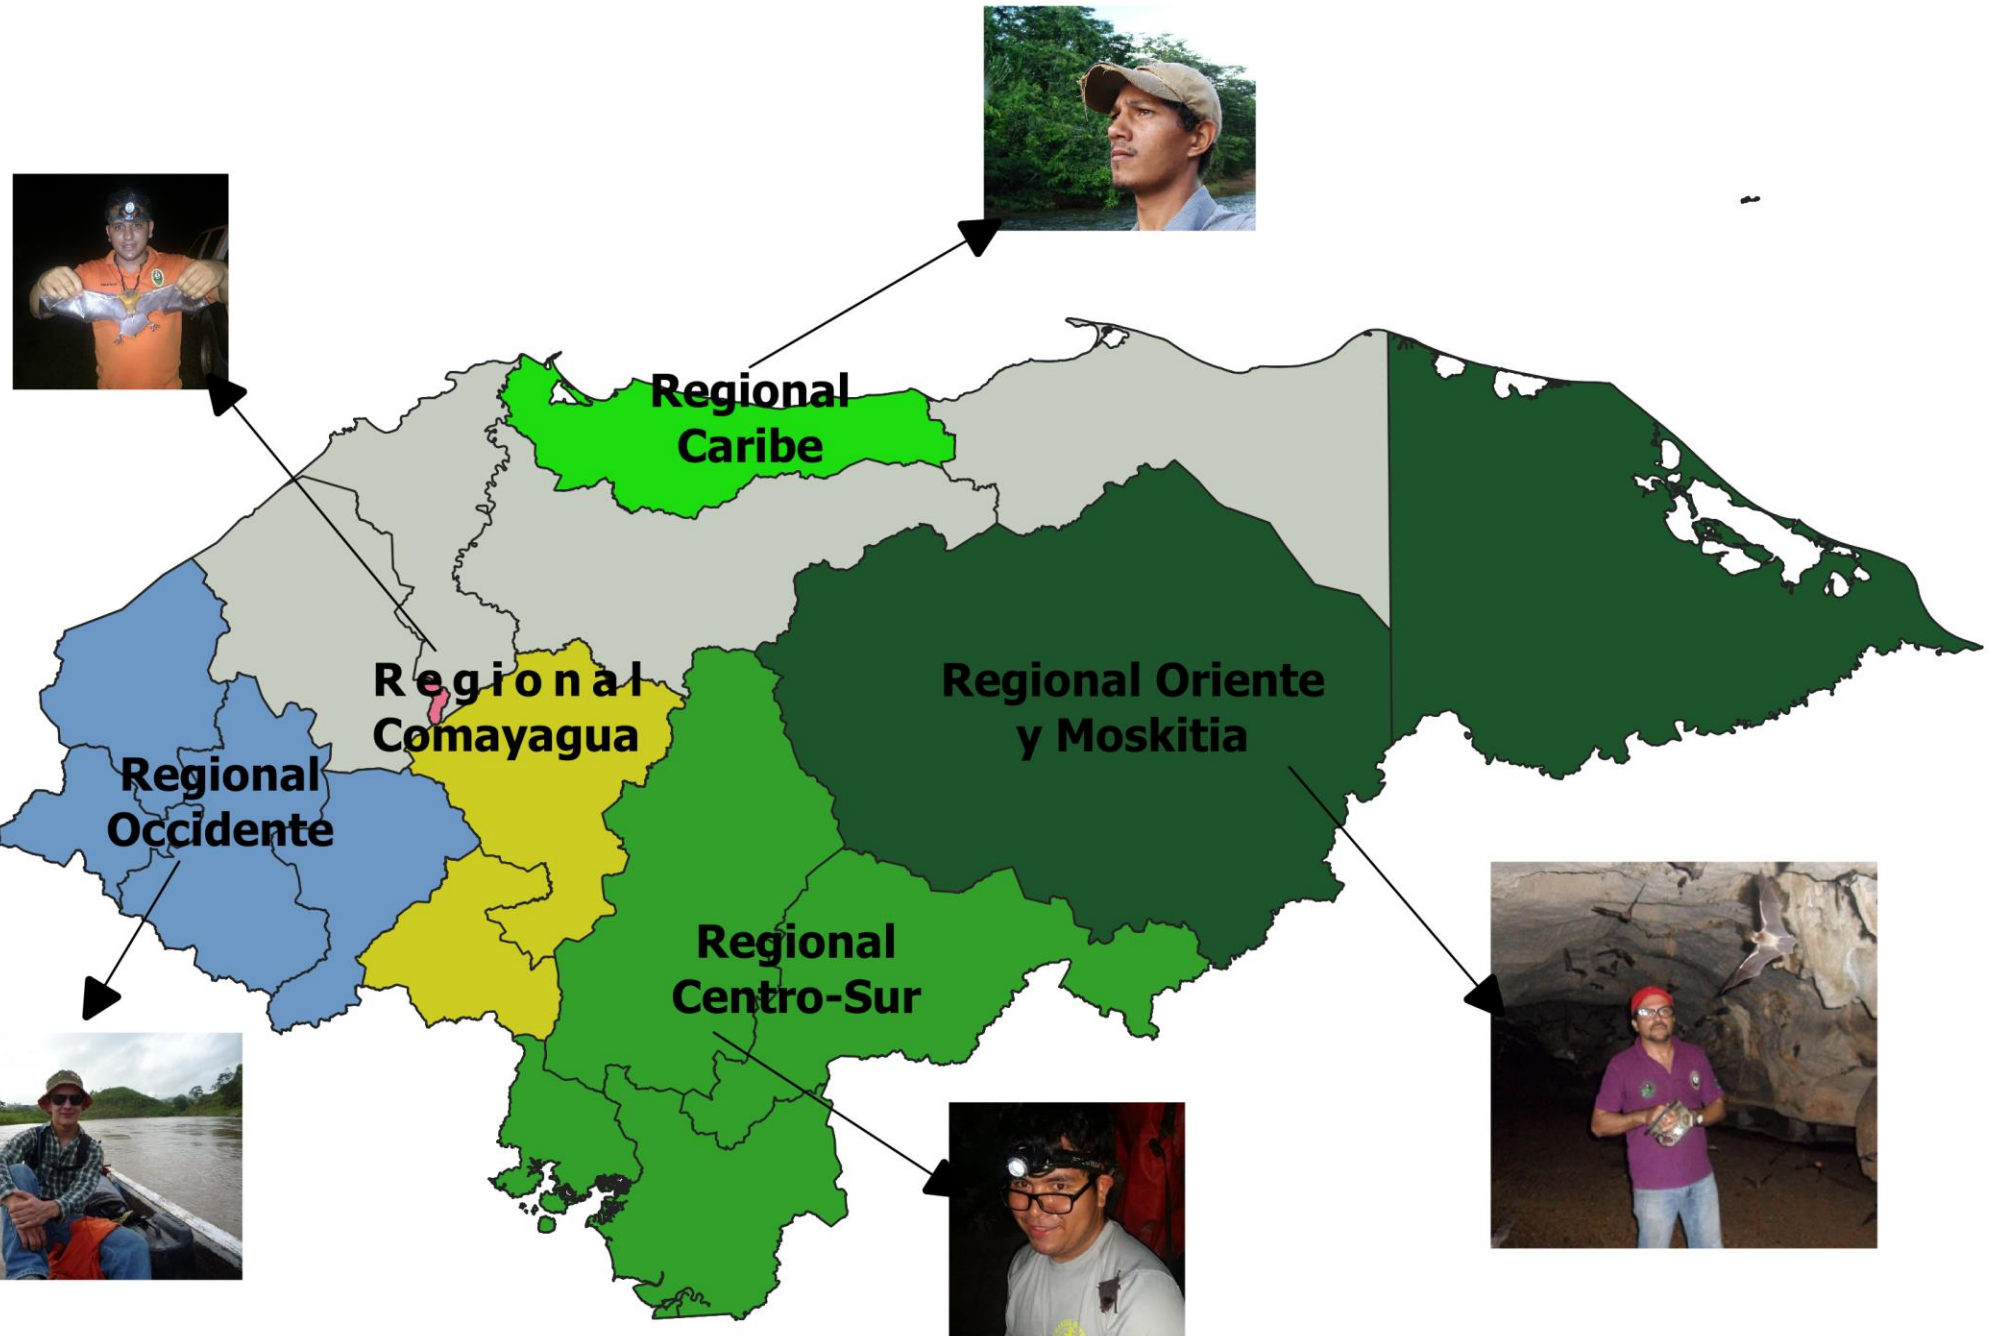 Regional
Caribe
Regional
Comayagua
Regional Oriente
y Moskitia
Regional
Occidente
Regional
Centro-Sur